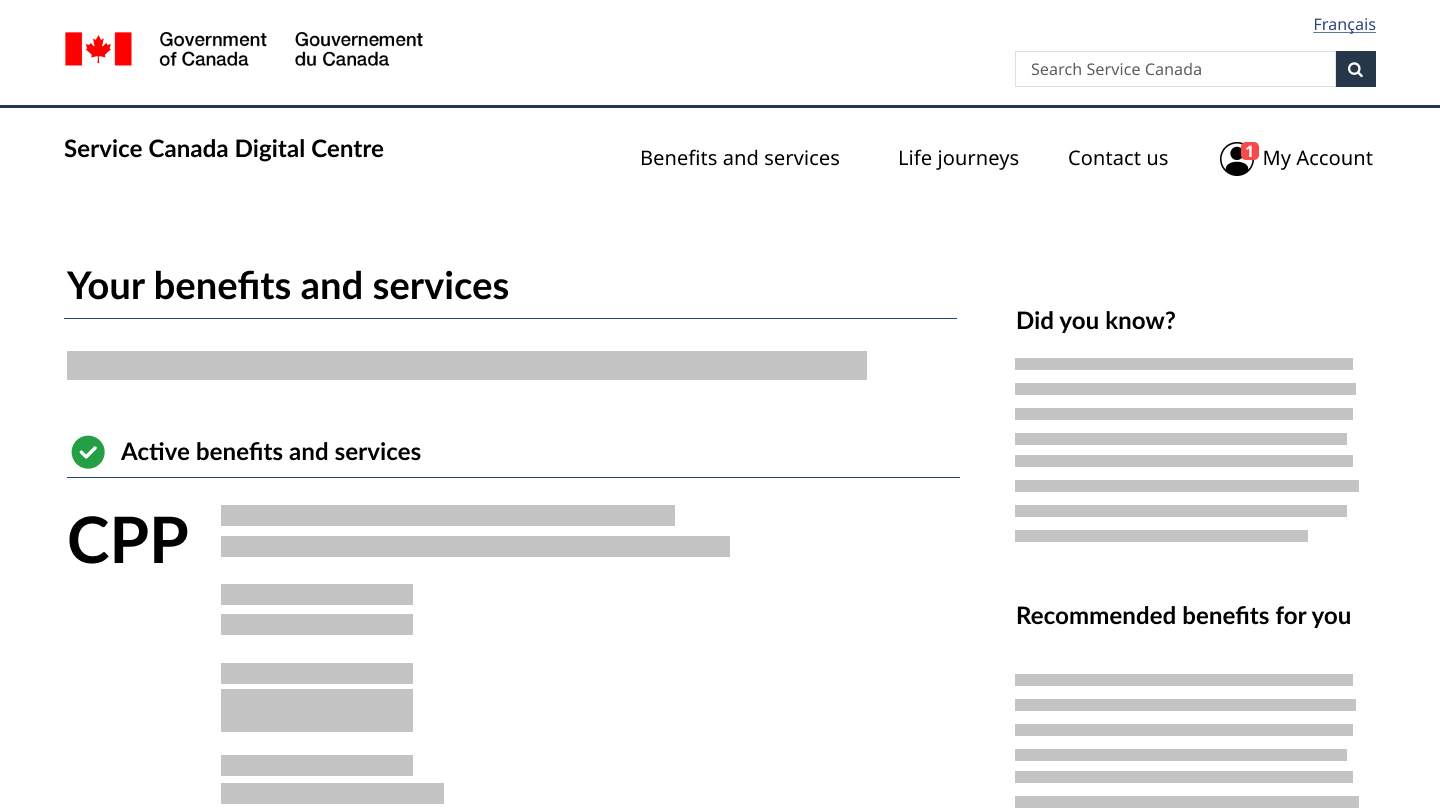 Français
Government
of Canada
Gouvernement
du Canada
Search Service Canada
Service Canada Digital Centre
Benefits and services
Life journeys
Contact us
1
My Account
Your benefits and services
Active benefits and services
CPP
Did you know?
Recommended benefits for you